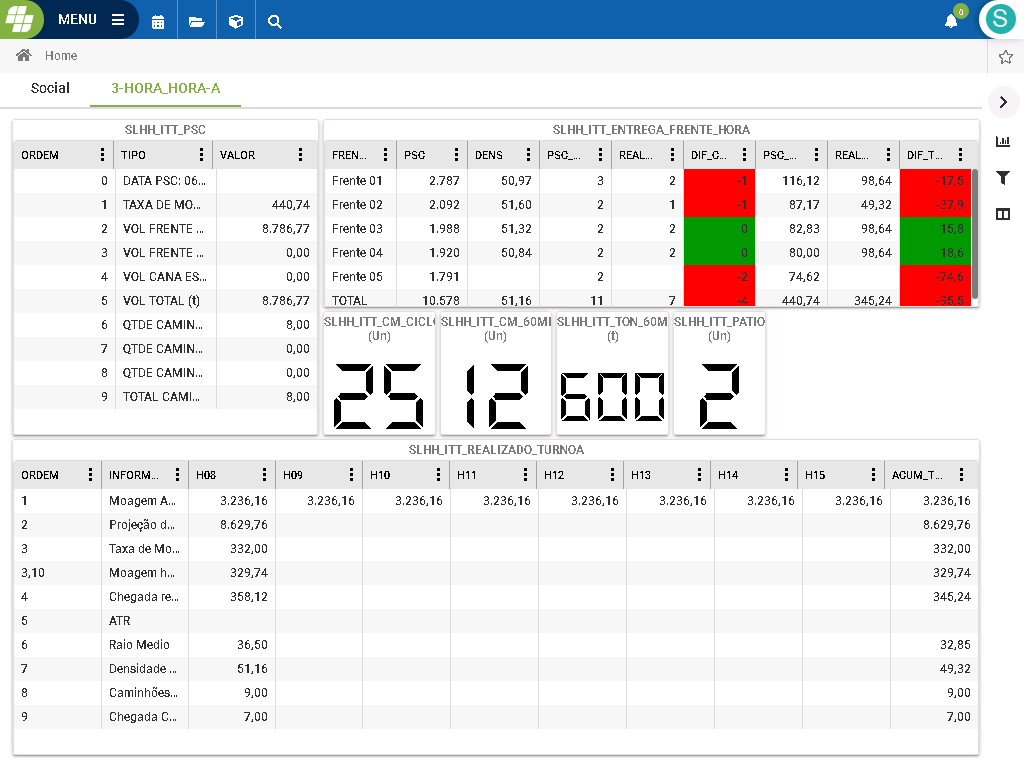 MENU
0
S
Home
Social 3-HORA_HORA-A
SLHH_ITT_PSC
ORDEM TIPO VALOR
0 DATA PSC: 06...
1 TAXA DE MO... 440,74
2 VOL FRENTE ... 8.786,77
3 VOL FRENTE ... 0,00
4 VOL CANA ES... 0,00
5 VOL TOTAL (t) 8.786,77
6 QTDE CAMIN... 8,00
7 QTDE CAMIN... 0,00
8 QTDE CAMIN... 0,00
9 TOTAL CAMI... 8,00
SLHH_ITT_ENTREGA_FRENTE_HORA
FREN... PSC DENS PSC_... REAL... DIF_C... PSC_... REAL... DIF_T...
Frente 01 2.787 50,97 3 2 -1 116,12 98,64 -17,5
Frente 02 2.092 51,60 2 1 -1 87,17 49,32 -37,9
Frente 03 1.988 51,32 2 2 0 82,83 98,64 15,8
Frente 04 1.920 50,84 2 2 0 80,00 98,64 18,6
Frente 05 1.791 2 -2 74,62 -74,6
TOTAL 10.578 51,16 11 7 -4 440,74 345,24 -95,5
SLHH_ITT_CM_CICLO
(Un)
25
SLHH_ITT_CM_60MI
(Un)
12
SLHH_ITT_TON_60M
(t)
600
SLHH_ITT_PATIO
(Un)
2
SLHH_ITT_REALIZADO_TURNOA
ORDEM INFORM... H08 H09 H10 H11 H12 H13 H14 H15 ACUM_T...
1 Moagem A... 3.236,16 3.236,16 3.236,16 3.236,16 3.236,16 3.236,16 3.236,16 3.236,16 3.236,16
2 Projeção d... 8.629,76 8.629,76
3 Taxa de Mo... 332,00 332,00
3,10 Moagem h... 329,74 329,74
4 Chegada re... 358,12 345,24
5 ATR
6 Raio Medio 36,50 32,85
7 Densidade ... 51,16 49,32
8 Caminhões... 9,00 9,00
9 Chegada C... 7,00 7,00